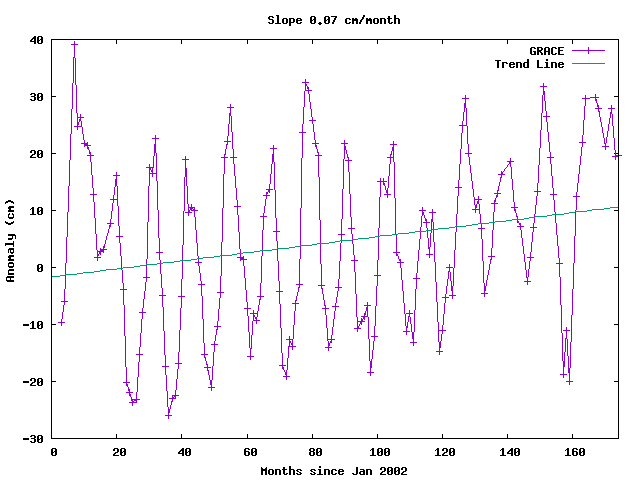 Slope 0.07 cm/month
GRACE
Trend Line
Anomaly (cm)
40
30
20
10
0
-10
-20
-30
0 20 40 60 80 100 120 140 160
Months since Jan 2002